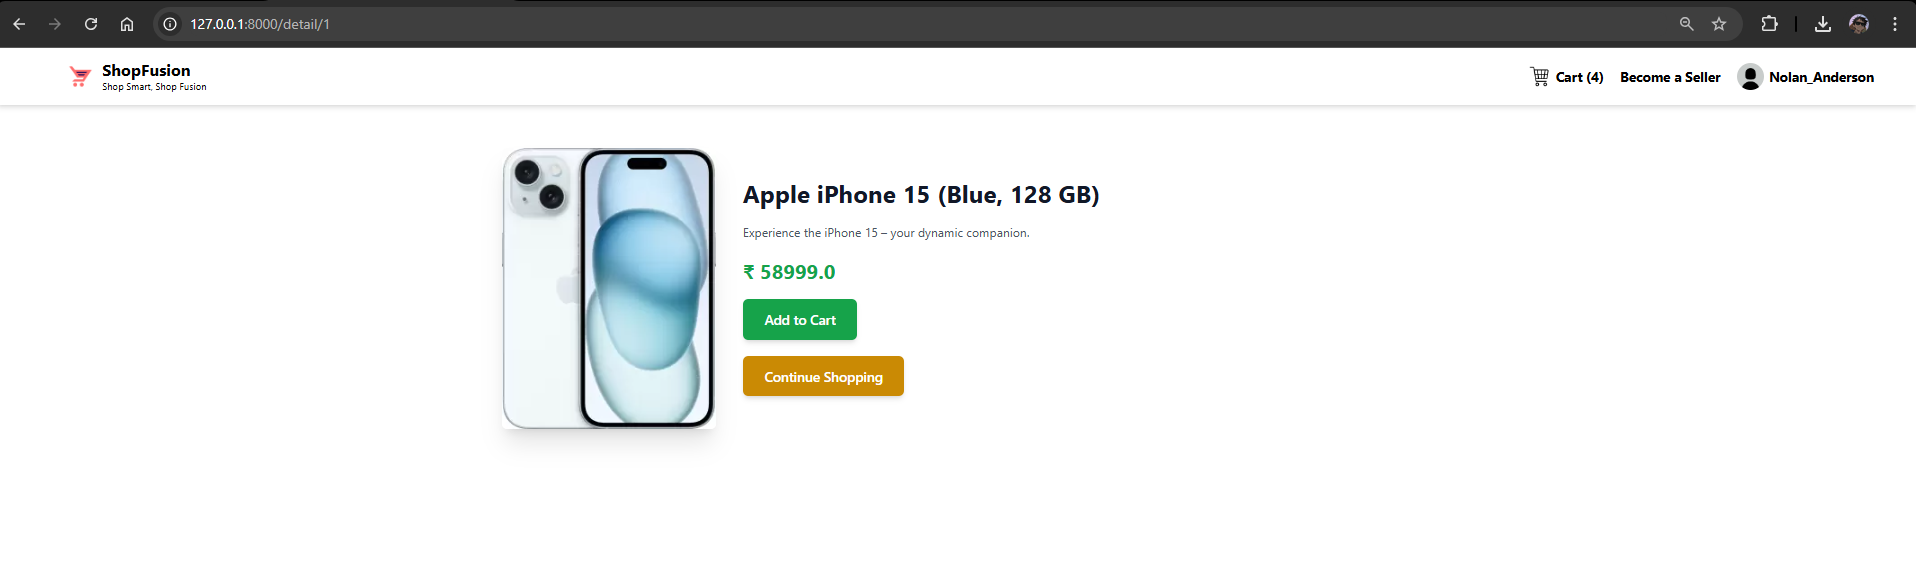 127.0.0.1:8000/detail/1
ShopFusion
Shop Smart, Shop Fusion
Cart (4)
Become a Seller
Nolan_Anderson
Apple iPhone 15 (Blue, 128 GB)
Experience the iPhone 15 – your dynamic companion.
₹ 58999.0
Add to Cart
Continue Shopping